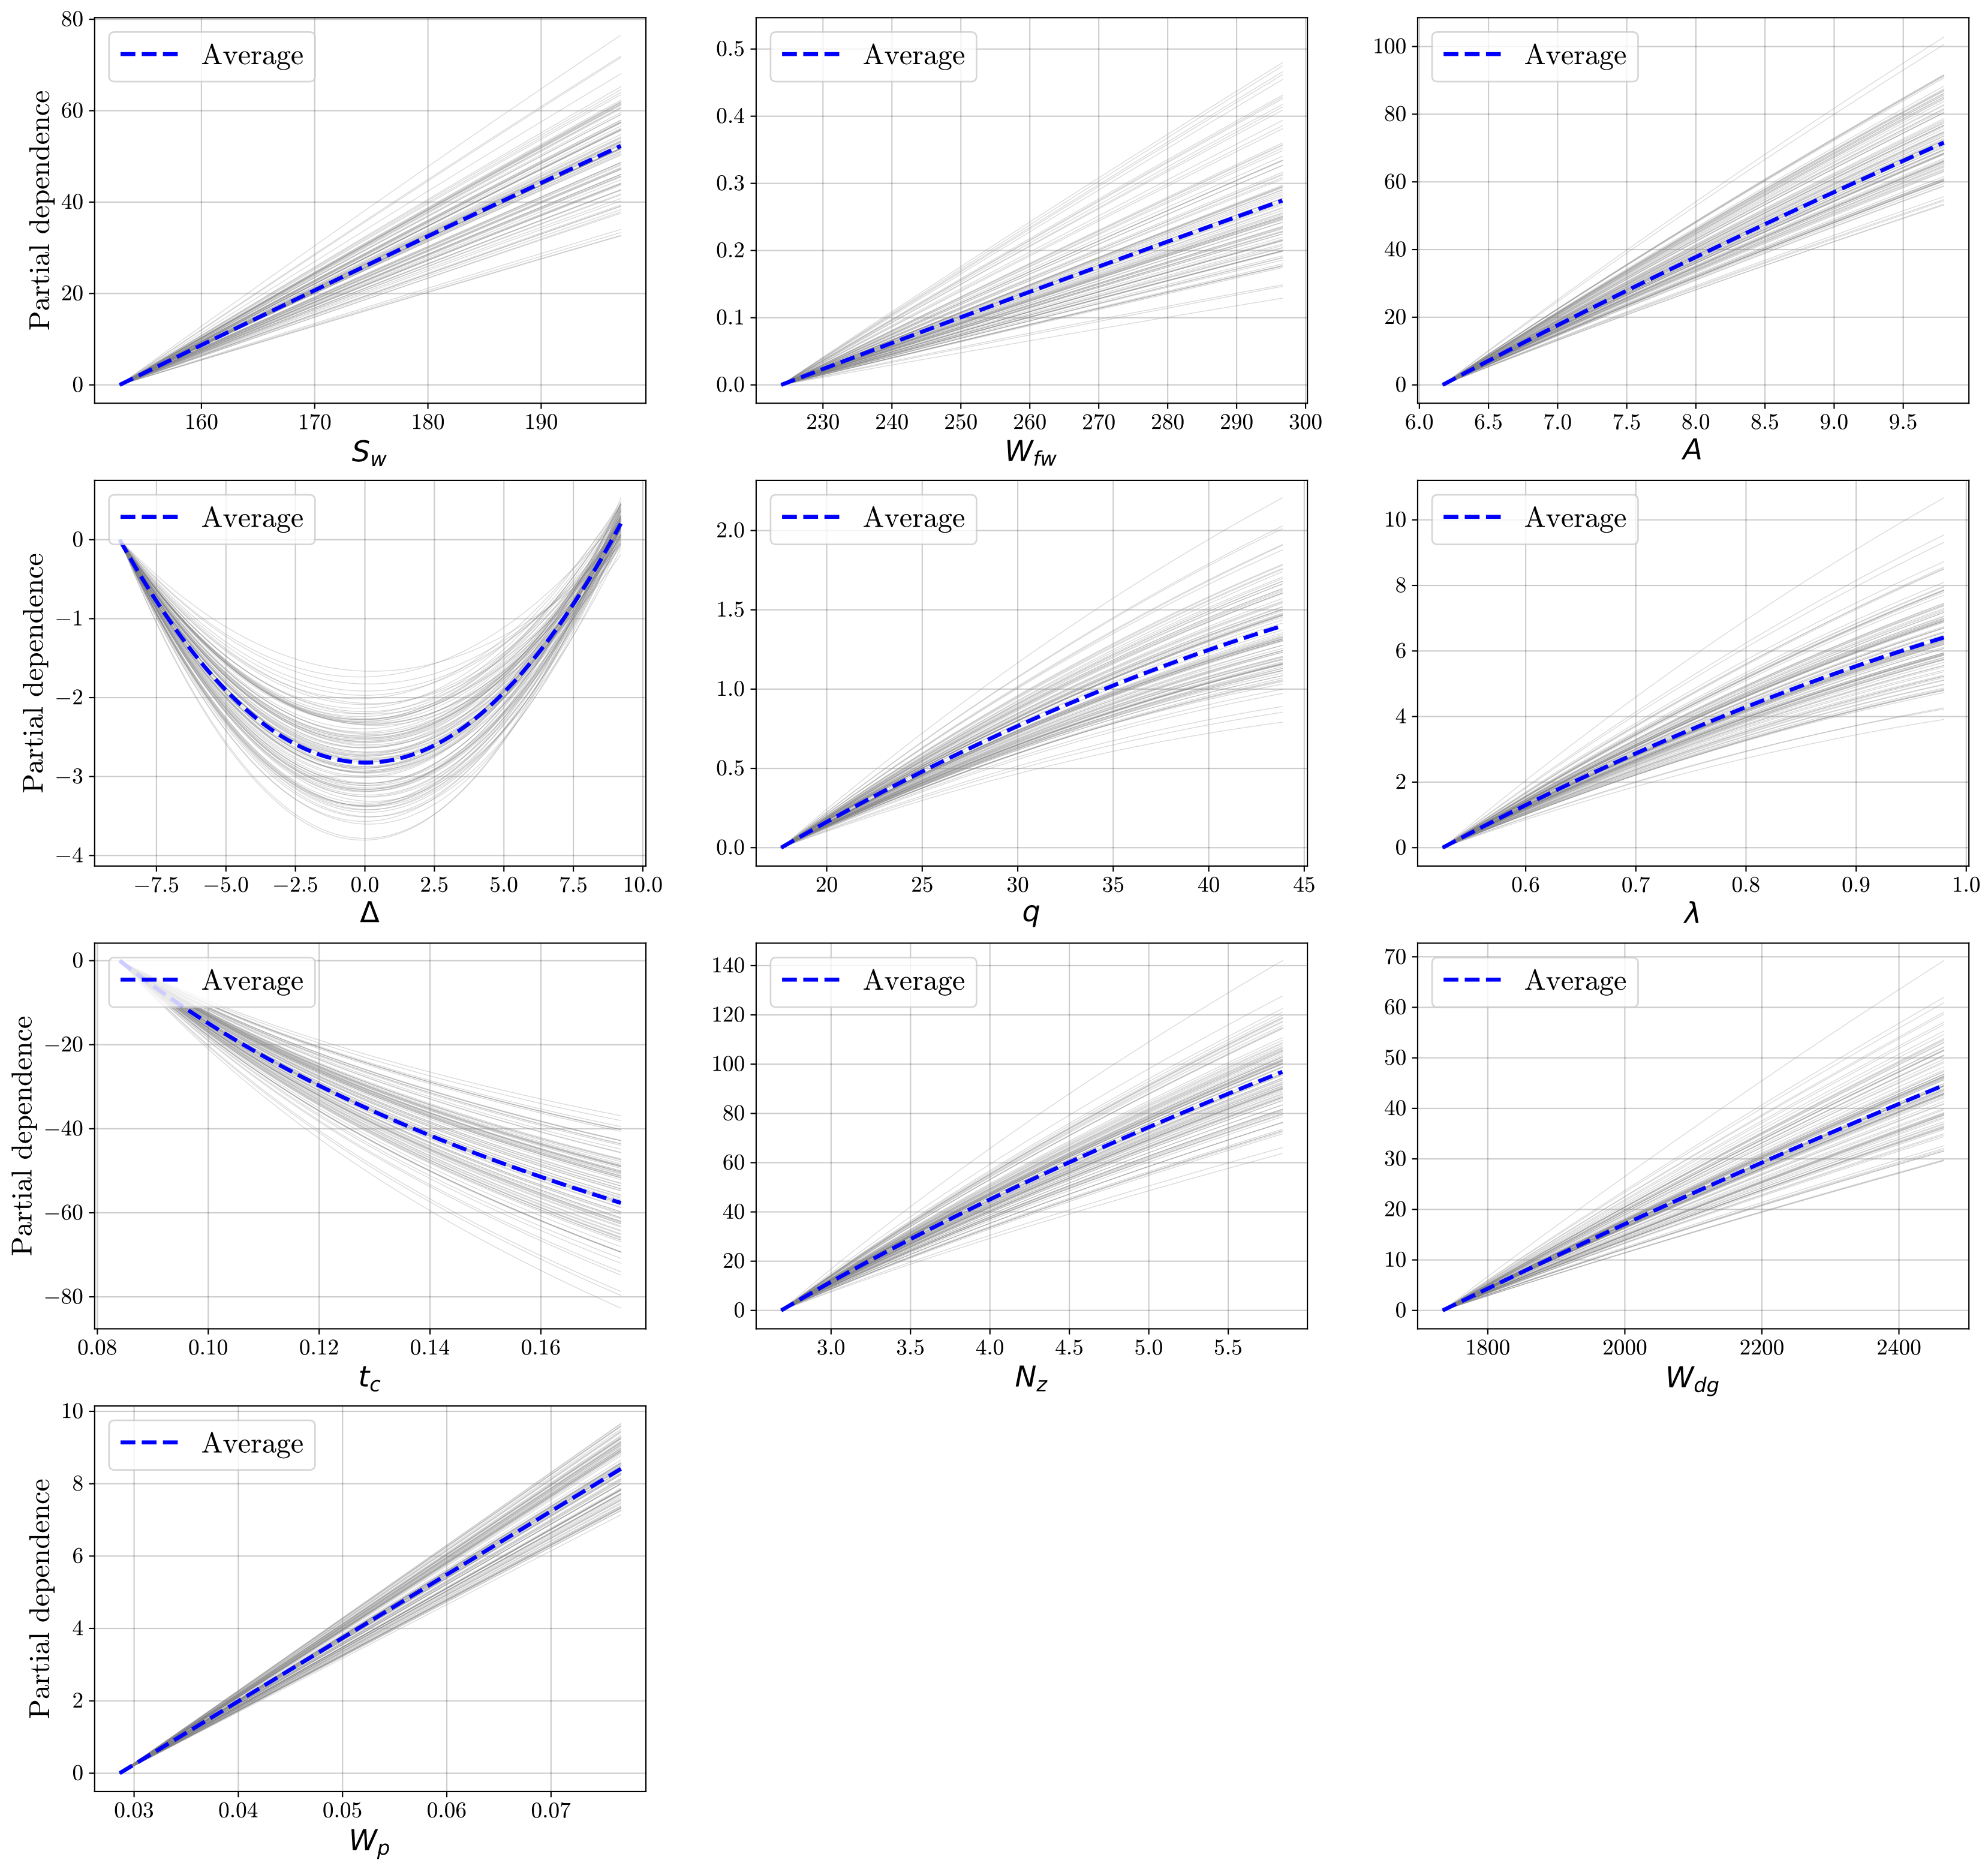 80
60
40
20
0
Partial dependence
Average
160 170 180 190
S_w
0.5
0.4
0.3
0.2
0.1
0.0
Average
230 240 250 260 270 280 290 300
W_fw
100
80
60
40
20
0
Average
6.0 6.5 7.0 7.5 8.0 8.5 9.0 9.5
A
0
−1
−2
−3
−4
Partial dependence
Average
−7.5 −5.0 −2.5 0.0 2.5 5.0 7.5 10.0
Δ
2.0
1.5
1.0
0.5
0.0
Average
20 25 30 35 40 45
q
10
8
6
4
2
0
Average
0.6 0.7 0.8 0.9 1.0
λ
0
−20
−40
−60
−80
Partial dependence
Average
0.08 0.10 0.12 0.14 0.16
t_c
140
120
100
80
60
40
20
0
Average
3.0 3.5 4.0 4.5 5.0 5.5
N_z
70
60
50
40
30
20
10
0
Average
1800 2000 2200 2400
W_dg
10
8
6
4
2
0
Partial dependence
Average
0.03 0.04 0.05 0.06 0.07
W_p